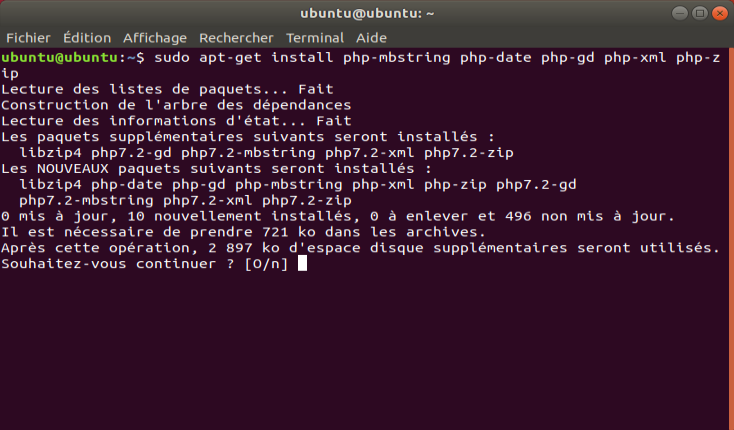 ubuntu@ubuntu: ~
Fichier Édition Affichage Rechercher Terminal Aide
ubuntu@ubuntu:~$ sudo apt-get install php-mbstring php-date php-gd php-xml php-z
ip
Lecture des listes de paquets... Fait
Construction de l'arbre des dépendances
Lecture des informations d'état... Fait
Les paquets supplémentaires suivants seront installés :
  libzip4 php7.2-gd php7.2-mbstring php7.2-xml php7.2-zip
Les NOUVEAUX paquets suivants seront installés :
  libzip4 php-date php-gd php-mbstring php-xml php-zip php7.2-gd
  php7.2-mbstring php7.2-xml php7.2-zip
0 mis à jour, 10 nouvellement installés, 0 à enlever et 496 non mis à jour.
Il est nécessaire de prendre 721 ko dans les archives.
Après cette opération, 2 897 ko d'espace disque supplémentaires seront utilisés.
Souhaitez-vous continuer ? [O/n]